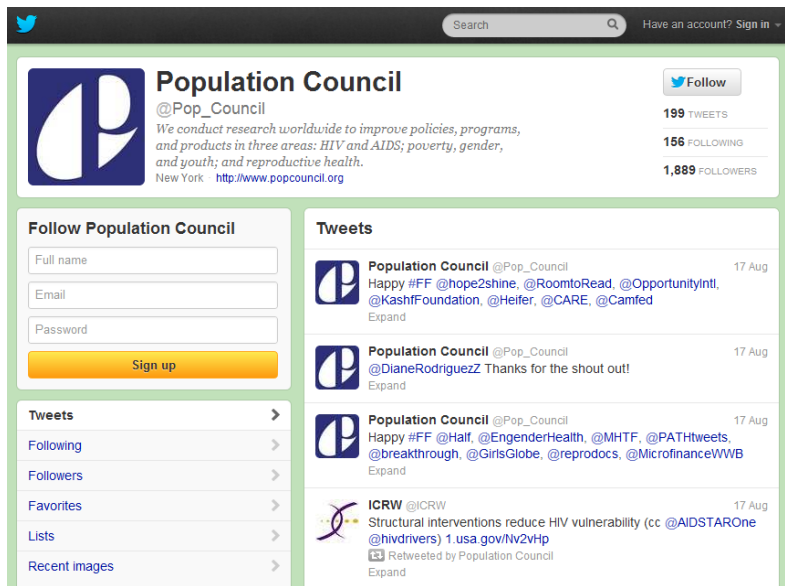 Search
Have an account? Sign in
Population Council
@Pop_Council
We conduct research worldwide to improve policies, programs,
and products in three areas: HIV and AIDS; poverty, gender,
and youth; and reproductive health.
New York · http://www.popcouncil.org
Follow
199 TWEETS
156 FOLLOWING
1,889 FOLLOWERS
Follow Population Council
Full name
Email
Password
Sign up
Tweets
Following
Followers
Favorites
Lists
Recent images
Tweets
Population Council @Pop_Council 17 Aug
Happy #FF @hope2shine, @RoomtoRead, @OpportunityIntl,
@KashfFoundation, @Heifer, @CARE, @Camfed
Expand
Population Council @Pop_Council 17 Aug
@DianeRodriguezZ Thanks for the shout out!
Expand
Population Council @Pop_Council 17 Aug
Happy #FF @Half, @EngenderHealth, @MHTF, @PATHtweets,
@breakthrough, @GirlsGlobe, @reprodocs, @MicrofinanceWWB
Expand
ICRW @ICRW 17 Aug
Structural interventions reduce HIV vulnerability (cc @AIDSTAROne
@hivdrivers) 1.usa.gov/Nv2vHp
Retweeted by Population Council
Expand